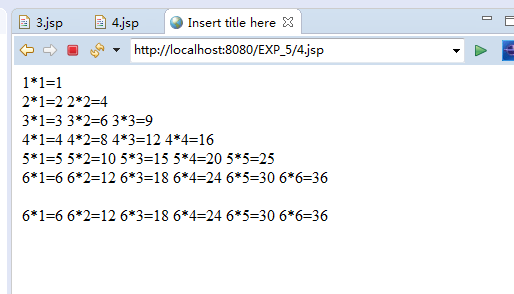 3.jsp 4.jsp Insert title here
http://localhost:8080/EXP_5/4.jsp
1*1=1
2*1=2 2*2=4
3*1=3 3*2=6 3*3=9
4*1=4 4*2=8 4*3=12 4*4=16
5*1=5 5*2=10 5*3=15 5*4=20 5*5=25
6*1=6 6*2=12 6*3=18 6*4=24 6*5=30 6*6=36
6*1=6 6*2=12 6*3=18 6*4=24 6*5=30 6*6=36